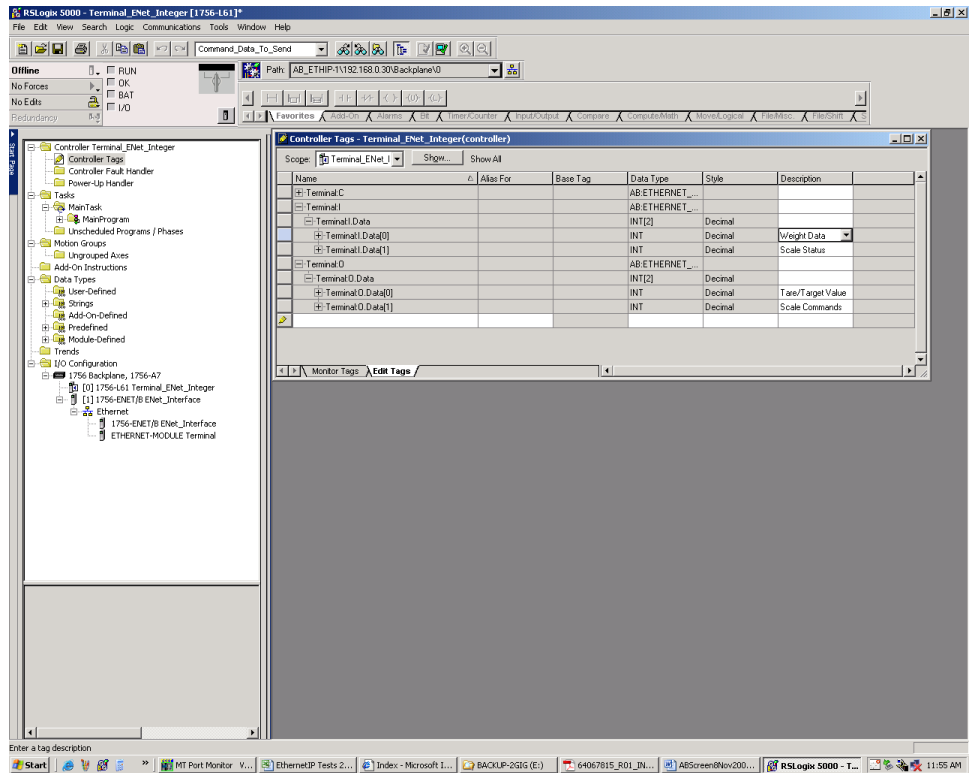 RSLogix 5000 - Terminal_ENet_Integer [1756-L61]*
File Edit View Search Logic Communications Tools Window Help
Command_Data_To_Send
Offline RUN
No Forces OK
No Edits BAT
Redundancy I/O
Path: AB_ETHIP-1\192.168.0.30\Backplane\0
Favorites Add-On Alarms Bit Timer/Counter Input/Output Compare Compute/Math Move/Logical File/Misc. File/Shift S
Start Page
Controller Terminal_ENet_Integer
Controller Tags
Controller Fault Handler
Power-Up Handler
Tasks
MainTask
MainProgram
Unscheduled Programs / Phases
Motion Groups
Ungrouped Axes
Add-On Instructions
Data Types
User-Defined
Strings
Add-On-Defined
Predefined
Module-Defined
Trends
I/O Configuration
1756 Backplane, 1756-A7
[0] 1756-L61 Terminal_ENet_Integer
[1] 1756-ENET/B ENet_Interface
Ethernet
1756-ENET/B ENet_Interface
ETHERNET-MODULE Terminal
Controller Tags - Terminal_ENet_Integer(controller)
Scope: Terminal_ENet_I Show... Show All
Name Alias For Base Tag Data Type Style Description
Terminal:C AB:ETHERNET_...
Terminal:I AB:ETHERNET_...
Terminal:I.Data INT[2] Decimal
Terminal:I.Data[0] INT Decimal Weight Data
Terminal:I.Data[1] INT Decimal Scale Status
Terminal:O AB:ETHERNET_...
Terminal:O.Data INT[2] Decimal
Terminal:O.Data[0] INT Decimal Tare/Target Value
Terminal:O.Data[1] INT Decimal Scale Commands
Monitor Tags Edit Tags
Enter a tag description
Start » MT Port Monitor V... EthernetIP Tests 2... Index - Microsoft I... BACKUP-2GIG (E:) 64067815_R01_IN... ABScreen8Nov200... RSLogix 5000 - T... 11:55 AM